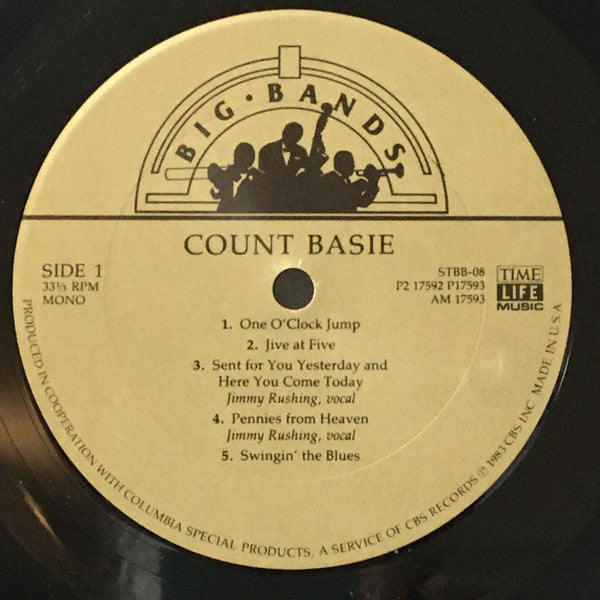 BIG • BANDS
COUNT BASIE
SIDE 1
33⅓ RPM
MONO
STBB-08
P2 17592 P17593
AM 17593
TIME
LIFE
MUSIC
1. One O'Clock Jump
2. Jive at Five
3. Sent for You Yesterday and
Here You Come Today
Jimmy Rushing, vocal
4. Pennies from Heaven
Jimmy Rushing, vocal
5. Swingin' the Blues
PRODUCED IN COOPERATION WITH COLUMBIA SPECIAL PRODUCTS, A SERVICE OF CBS RECORDS ℗ 1983 CBS INC. MADE IN U.S.A.